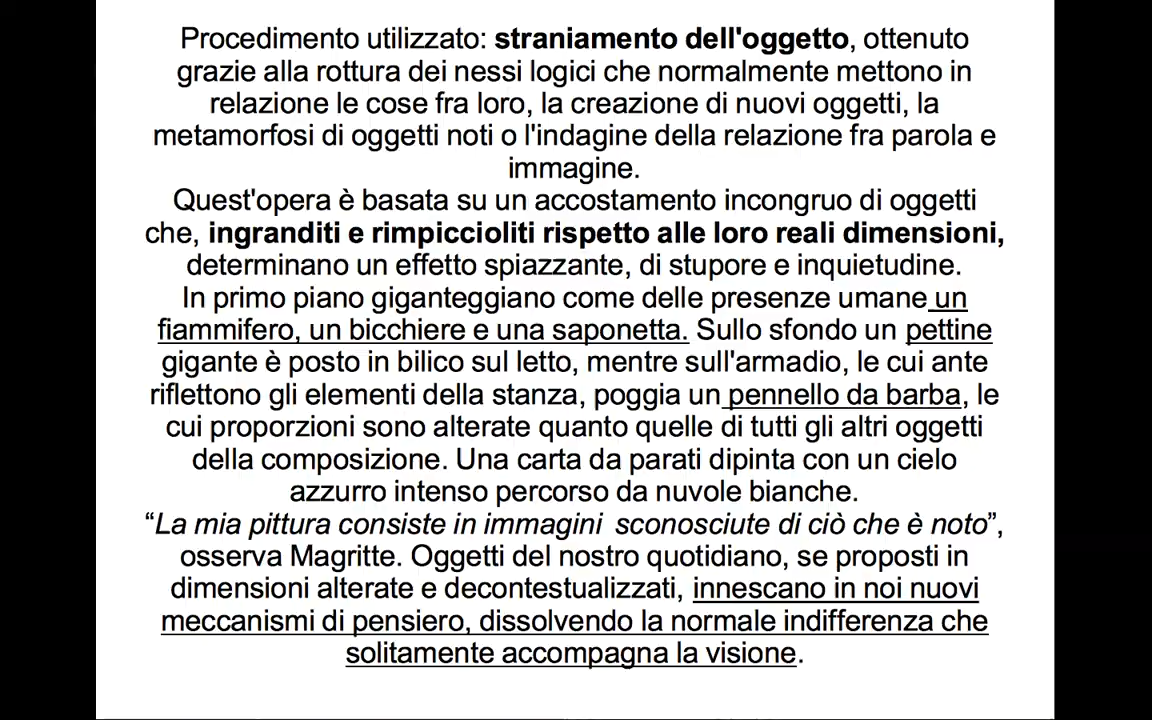 Procedimento utilizzato: straniamento dell'oggetto, ottenuto
grazie alla rottura dei nessi logici che normalmente mettono in
relazione le cose fra loro, la creazione di nuovi oggetti, la
metamorfosi di oggetti noti o l'indagine della relazione fra parola e
immagine.
Quest'opera è basata su un accostamento incongruo di oggetti
che, ingranditi e rimpiccioliti rispetto alle loro reali dimensioni,
determinano un effetto spiazzante, di stupore e inquietudine.
In primo piano giganteggiano come delle presenze umane un
fiammifero, un bicchiere e una saponetta. Sullo sfondo un pettine
gigante è posto in bilico sul letto, mentre sull'armadio, le cui ante
riflettono gli elementi della stanza, poggia un pennello da barba, le
cui proporzioni sono alterate quanto quelle di tutti gli altri oggetti
della composizione. Una carta da parati dipinta con un cielo
azzurro intenso percorso da nuvole bianche.
“La mia pittura consiste in immagini sconosciute di ciò che è noto”,
osserva Magritte. Oggetti del nostro quotidiano, se proposti in
dimensioni alterate e decontestualizzati, innescano in noi nuovi
meccanismi di pensiero, dissolvendo la normale indifferenza che
solitamente accompagna la visione.